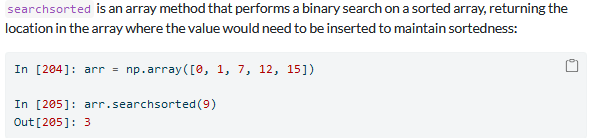 searchsorted is an array method that performs a binary search on a sorted array, returning the
location in the array where the value would need to be inserted to maintain sortedness:
In [204]: arr = np.array([0, 1, 7, 12, 15])
In [205]: arr.searchsorted(9)
Out[205]: 3